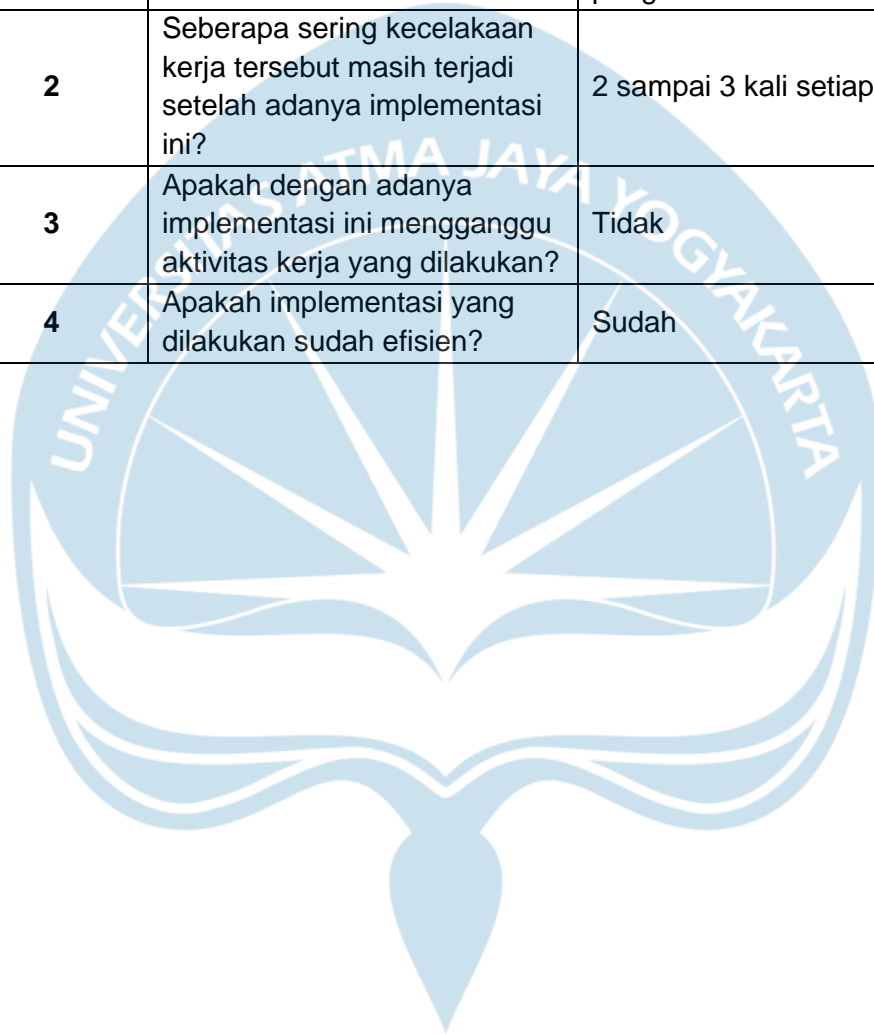 2
Seberapa sering kecelakaan
kerja tersebut masih terjadi
setelah adanya implementasi
ini?
2 sampai 3 kali setiap
3
Apakah dengan adanya
implementasi ini mengganggu
aktivitas kerja yang dilakukan?
Tidak
4
Apakah implementasi yang
dilakukan sudah efisien?
Sudah
UNIVERSITAS ATMA JAYA YOGYAKARTA